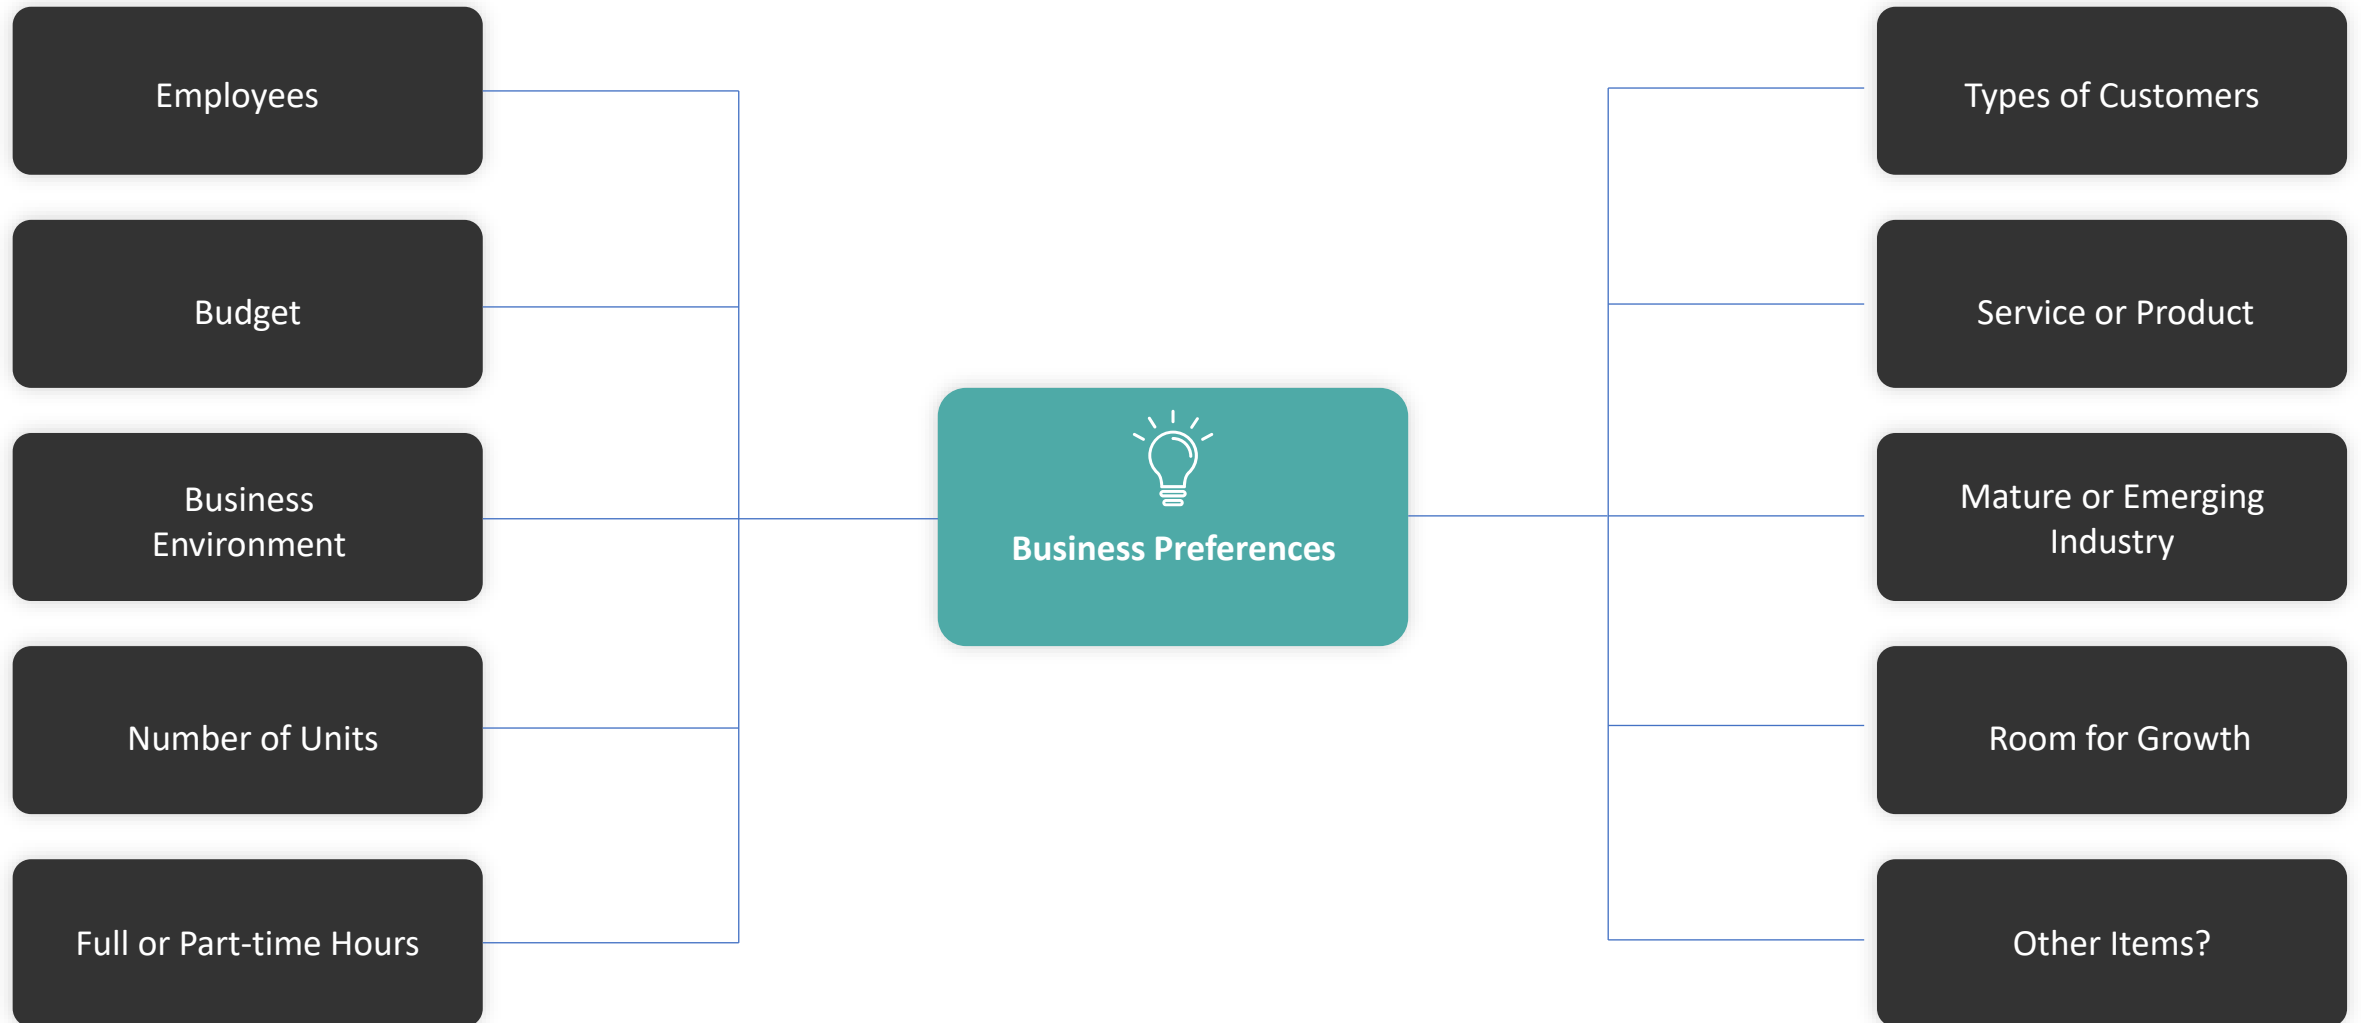 Employees
Budget
Business
Environment
Number of Units
Full or Part-time Hours
Business Preferences
Types of Customers
Service or Product
Mature or Emerging
Industry
Room for Growth
Other Items?